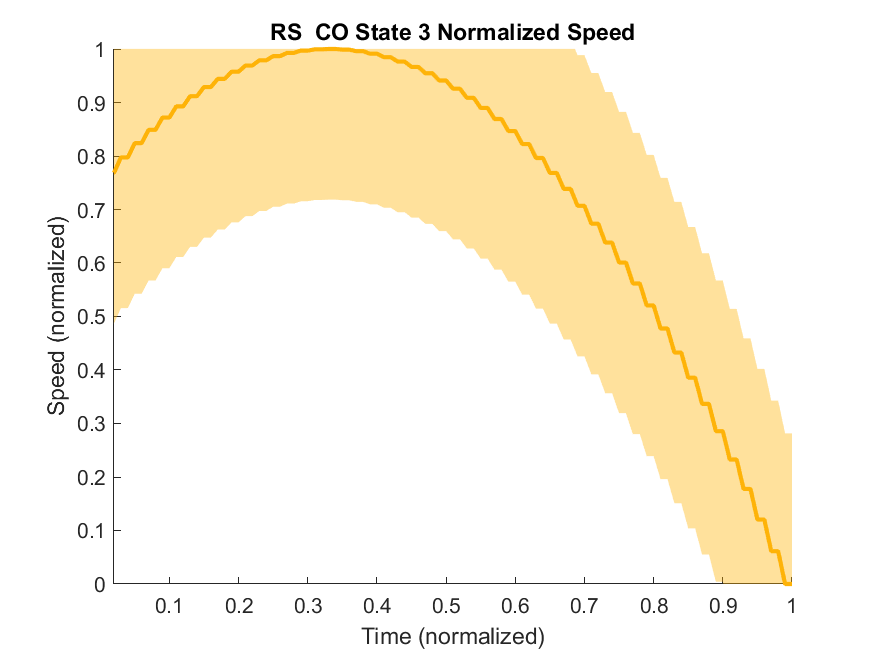 RS  CO State 3 Normalized Speed
1
0.9
0.8
0.7
0.6
0.5
0.4
0.3
0.2
0.1
0
Speed (normalized)
0.1 0.2 0.3 0.4 0.5 0.6 0.7 0.8 0.9 1
Time (normalized)